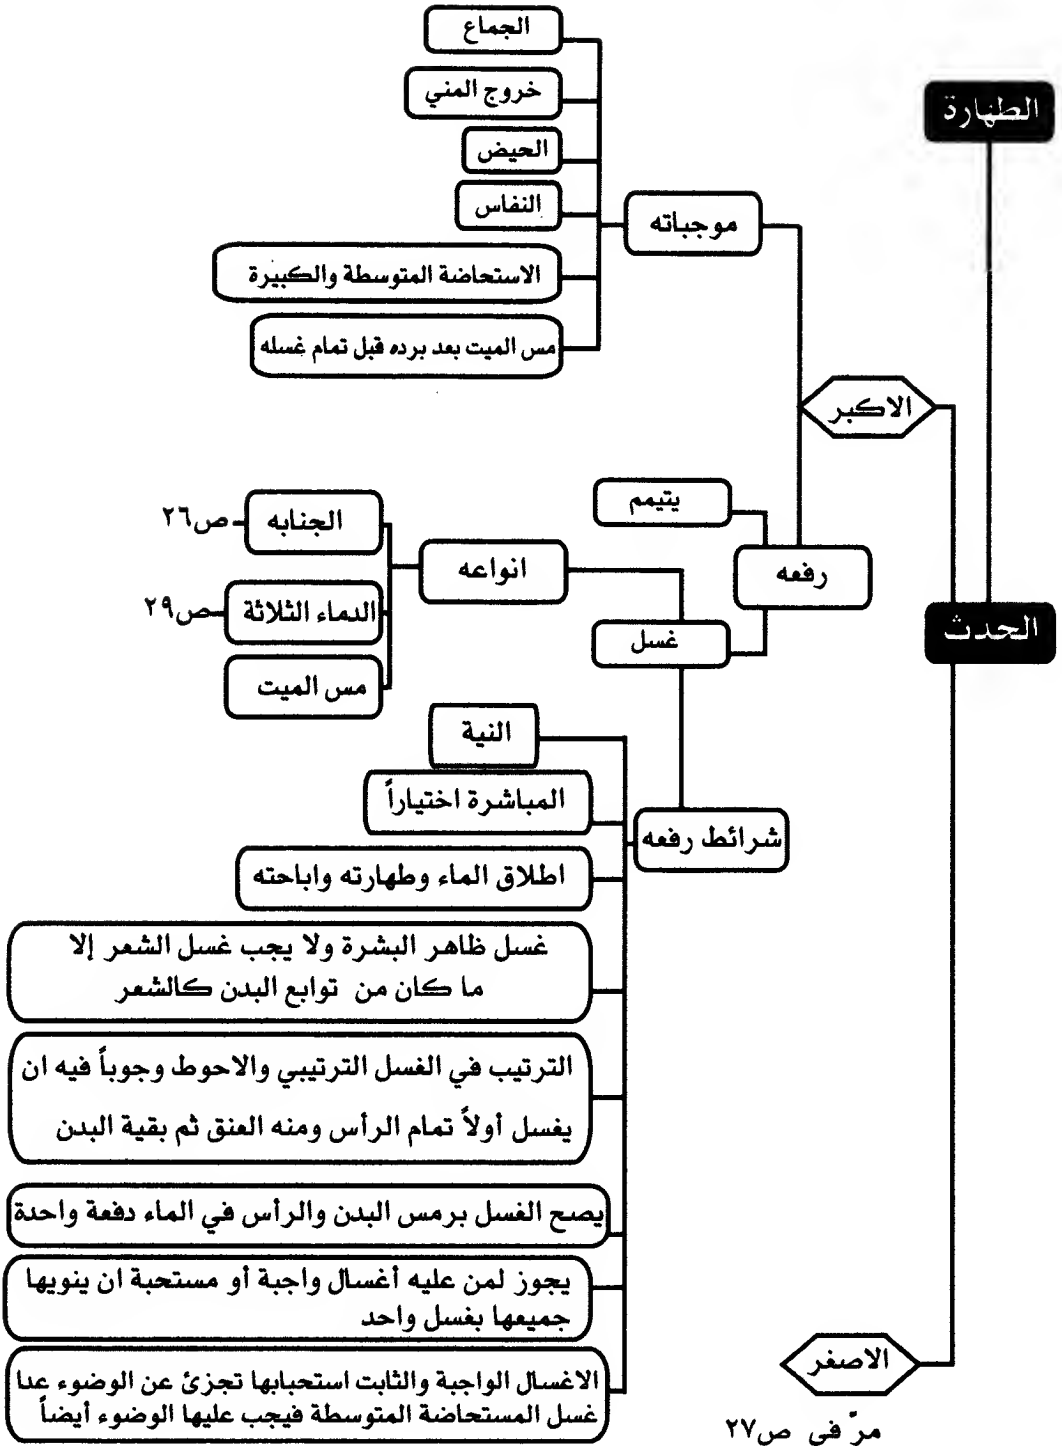 الطهارة
الحدث
الاكبر
موجباته
الجماع
خروج المني
الحيض
النفاس
الاستحاضة المتوسطة والكبيرة
مس الميت بعد برده قبل تمام غسله
رفعه
يتيمم
غسل
انواعه
الجنابه ص٢٦
الدماء الثلاثة ص٢٩
مس الميت
شرائط رفعه
النية
المباشرة اختياراً
اطلاق الماء وطهارته واباحته
غسل ظاهر البشرة ولا يجب غسل الشعر إلا
ما كان من توابع البدن كالشعر
الترتيب في الغسل الترتيبي والاحوط وجوباً فيه ان
يغسل أولاً تمام الرأس ومنه العنق ثم بقية البدن
يصح الغسل برمس البدن والرأس في الماء دفعة واحدة
يجوز لمن عليه أغسال واجبة أو مستحبة ان ينويها
جميعها بغسل واحد
الاغسال الواجبة والثابت استحبابها تجزئ عن الوضوء عدا
غسل المستحاضة المتوسطة فيجب عليها الوضوء أيضاً
الاصغر
مرّ في ص٢٧